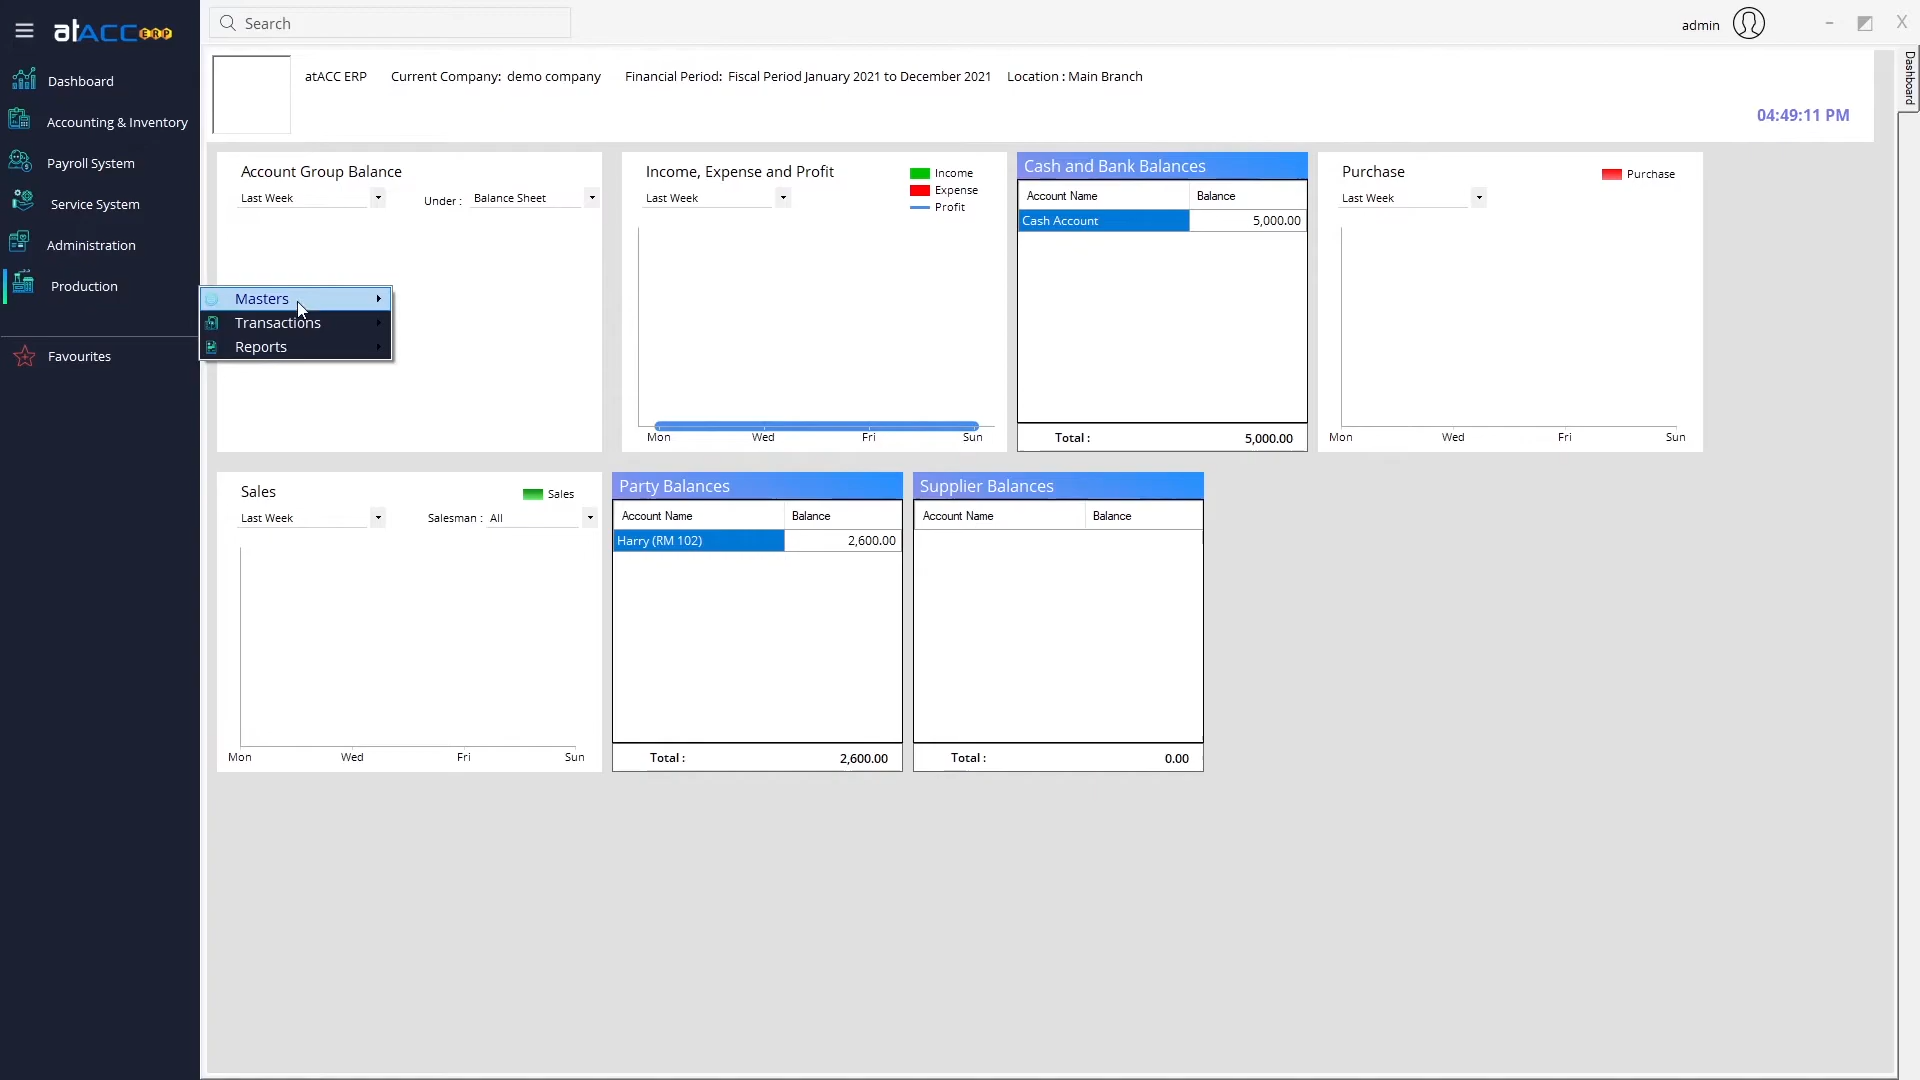 Search
admin
X
atACC ERP
Dashboard
Accounting & Inventory
Payroll System
Service System
Administration
Production
Favourites
Masters
Transactions
Reports
atACC ERP Current Company: demo company Financial Period: Fiscal Period January 2021 to December 2021 Location : Main Branch
04:49:11 PM
Dashboard
Account Group Balance
Last Week Under : Balance Sheet
Income, Expense and Profit
Last Week
Income
Expense
Profit
Mon Wed Fri Sun
Cash and Bank Balances
Account Name Balance
Cash Account 5,000.00
Total : 5,000.00
Purchase
Last Week
Purchase
Mon Wed Fri Sun
Sales
Sales
Last Week Salesman : All
Mon Wed Fri Sun
Party Balances
Account Name Balance
Harry (RM 102) 2,600.00
Total : 2,600.00
Supplier Balances
Account Name Balance
Total : 0.00